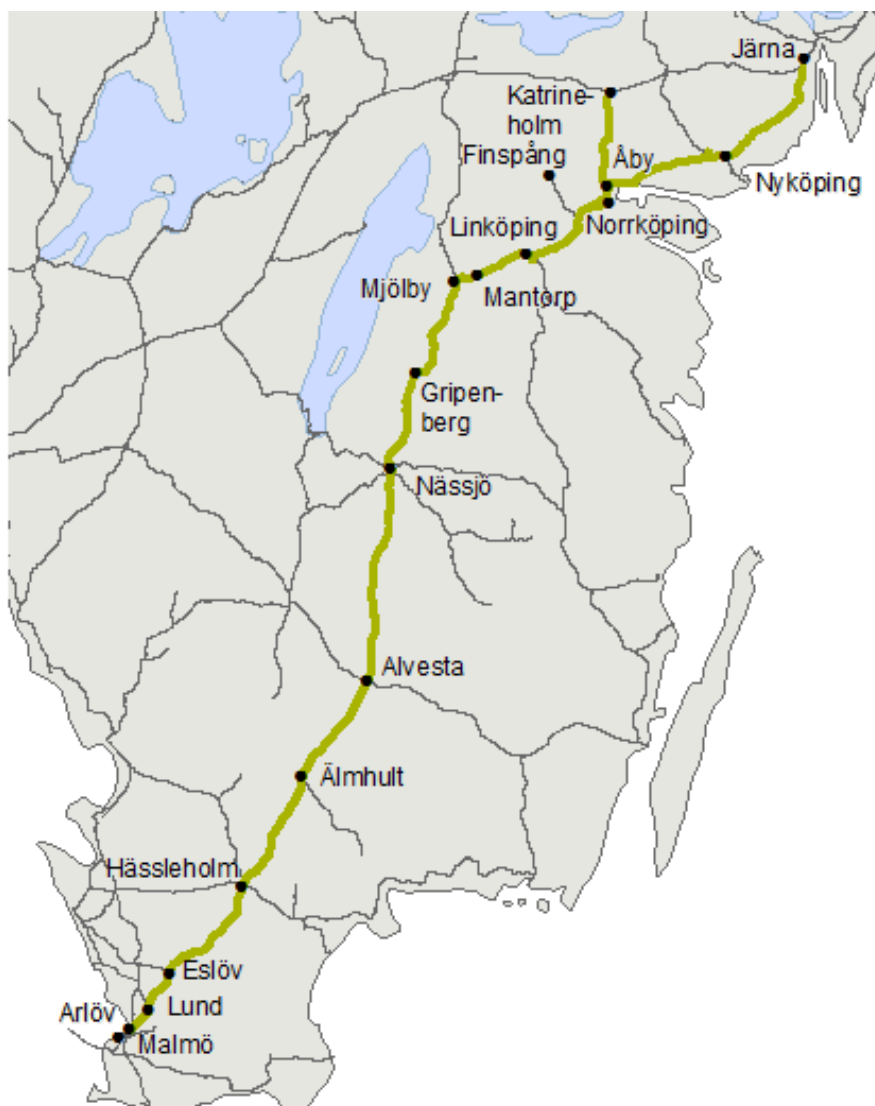 Järna
Katrine-
holm
Finspång
Åby
Nyköping
Linköping
Norrköping
Mjölby
Mantorp
Gripen-
berg
Nässjö
Alvesta
Älmhult
Hässleholm
Eslöv
Lund
Arlöv
Malmö